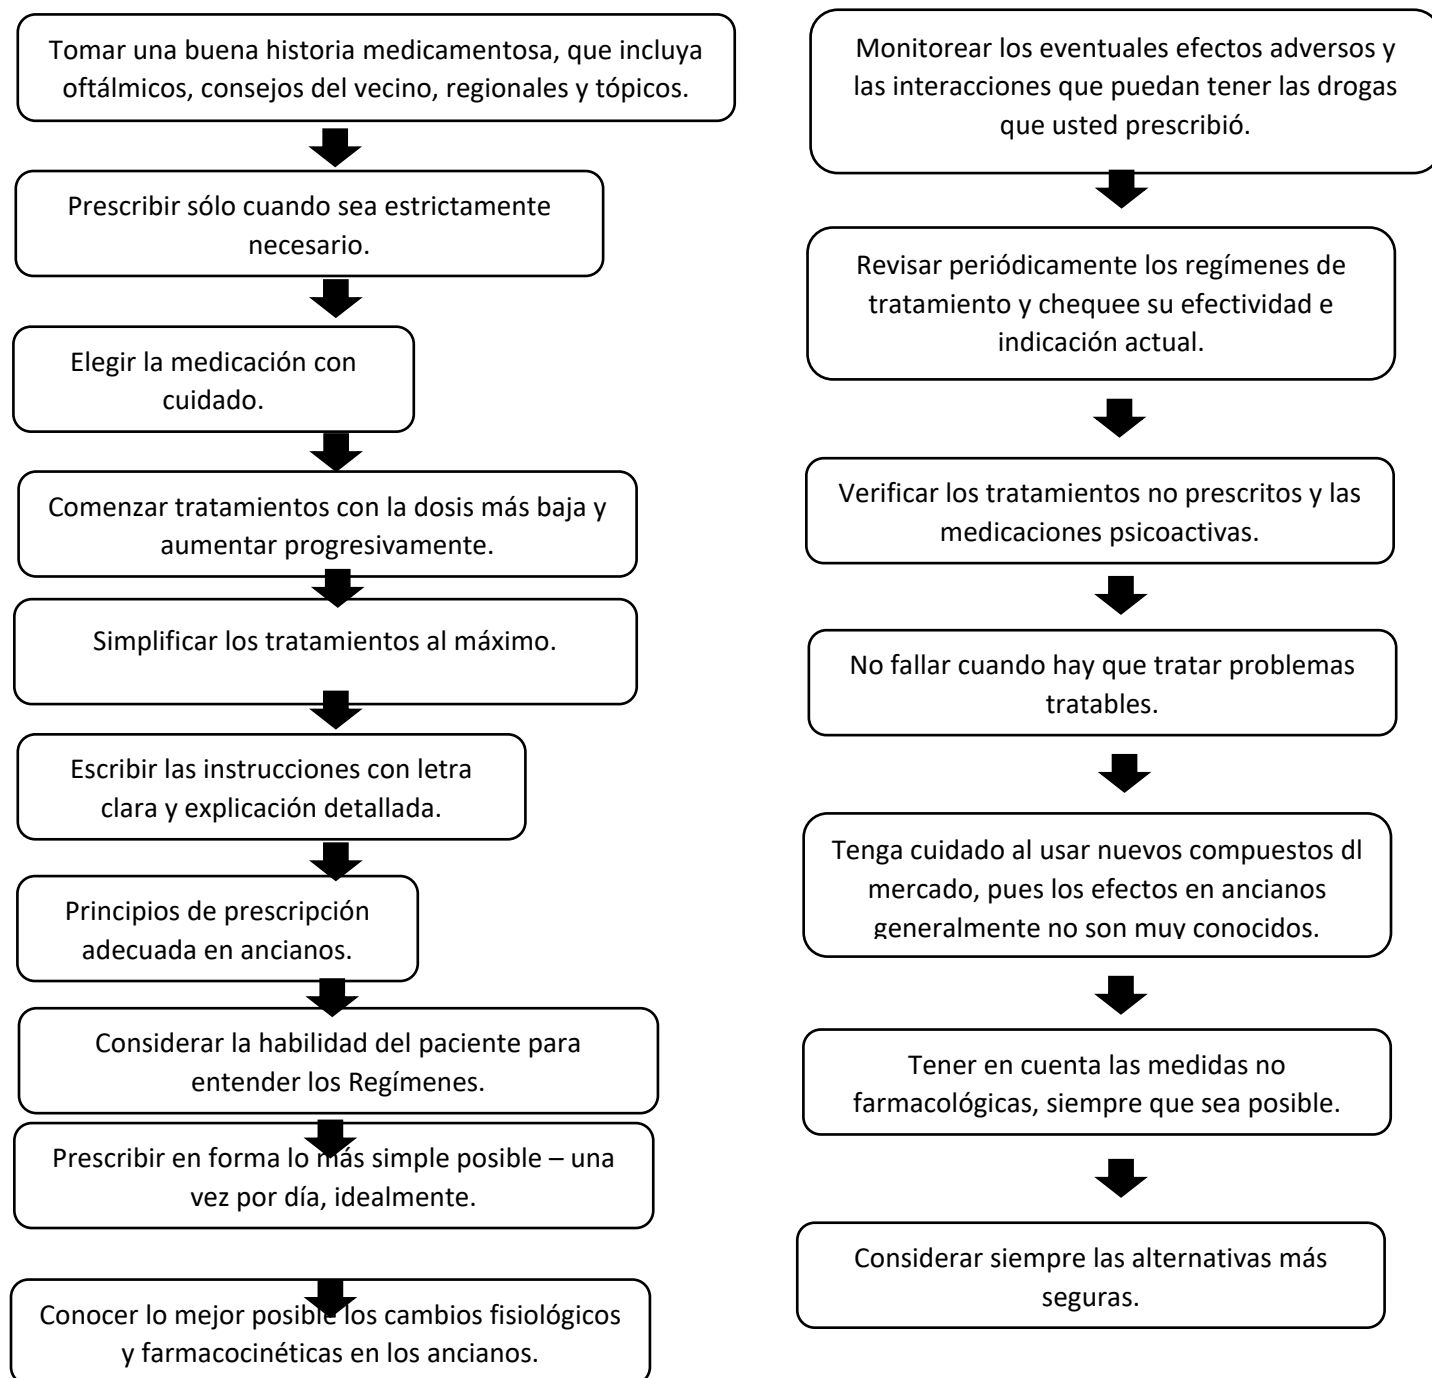 Tomar una buena historia medicamentosa, que incluya
oftálmicos, consejos del vecino, regionales y tópicos.
Prescribir sólo cuando sea estrictamente
necesario.
Elegir la medicación con
cuidado.
Comenzar tratamientos con la dosis más baja y
aumentar progresivamente.
Simplificar los tratamientos al máximo.
Escribir las instrucciones con letra
clara y explicación detallada.
Principios de prescripción
adecuada en ancianos.
Considerar la habilidad del paciente para
entender los Regímenes.
Prescribir en forma lo más simple posible – una
vez por día, idealmente.
Conocer lo mejor posible los cambios fisiológicos
y farmacocinéticas en los ancianos.
Monitorear los eventuales efectos adversos y
las interacciones que puedan tener las drogas
que usted prescribió.
Revisar periódicamente los regímenes de
tratamiento y chequee su efectividad e
indicación actual.
Verificar los tratamientos no prescritos y las
medicaciones psicoactivas.
No fallar cuando hay que tratar problemas
tratables.
Tenga cuidado al usar nuevos compuestos dl
mercado, pues los efectos en ancianos
generalmente no son muy conocidos.
Tener en cuenta las medidas no
farmacológicas, siempre que sea posible.
Considerar siempre las alternativas más
seguras.